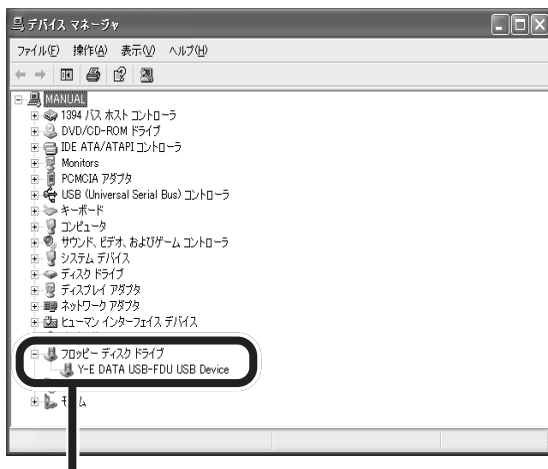 デバイス マネージャ
ファイル(F) 操作(A) 表示(V) ヘルプ(H)
MANUAL
1394 バス ホスト コントローラ
DVD/CD-ROM ドライブ
IDE ATA/ATAPI コントローラ
Monitors
PCMCIA アダプタ
USB (Universal Serial Bus) コントローラ
キーボード
コンピュータ
サウンド、ビデオ、およびゲーム コントローラ
システム デバイス
ディスク ドライブ
ディスプレイ アダプタ
ネットワーク アダプタ
ヒューマン インターフェイス デバイス
フロッピー ディスク ドライブ
Y-E DATA USB-FDU USB Device